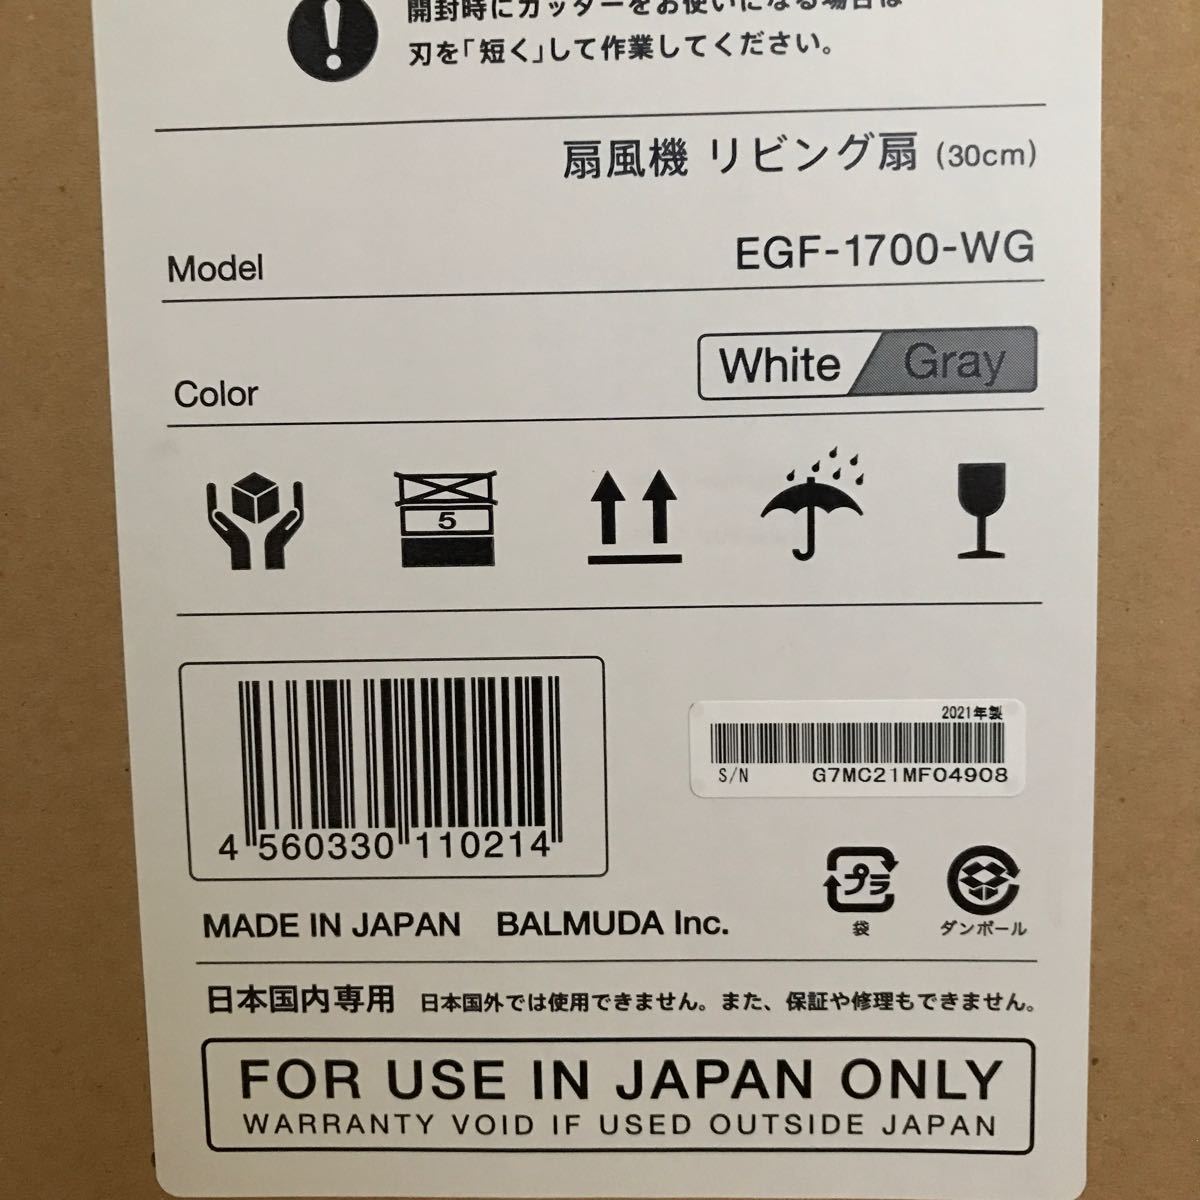 開封時にカッターをお使いになる場合は
刃を「短く」して作業してください。
扇風機 リビング扇 (30cm)
Model EGF-1700-WG
Color White Gray
5
2021年製
S/N G7MC21MF04908
4 560330 110214
プラ
袋 ダンボール
MADE IN JAPAN BALMUDA Inc.
日本国内専用 日本国外では使用できません。また、保証や修理もできません。
FOR USE IN JAPAN ONLY
WARRANTY VOID IF USED OUTSIDE JAPAN